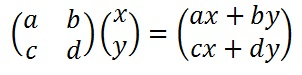 (a b
c d)(x
y) = (ax + by
cx + dy)